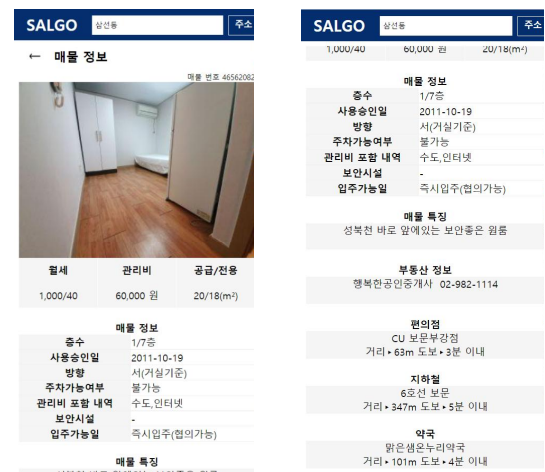 SALGO 삼선동 주소
← 매물 정보
매물 번호 46562082
월세 관리비 공급/전용
1,000/40 60,000 원 20/18(m²)
매물 정보
층수 1/7층
사용승인일 2011-10-19
방향 서(거실기준)
주차가능여부 불가능
관리비 포함 내역 수도,인터넷
보안시설 -
입주가능일 즉시입주(협의가능)
매물 특징
SALGO 삼선동 주소
1,000/40 60,000 원 20/18(m²)
매물 정보
층수 1/7층
사용승인일 2011-10-19
방향 서(거실기준)
주차가능여부 불가능
관리비 포함 내역 수도,인터넷
보안시설 -
입주가능일 즉시입주(협의가능)
매물 특징
성북천 바로 앞에있는 보안좋은 원룸
부동산 정보
행복한공인중개사 02-982-1114
편의점
CU 보문부강점
거리 ▸ 63m 도보 ▸ 3분 이내
지하철
6호선 보문
거리 ▸ 347m 도보 ▸ 5분 이내
약국
맑은샘온누리약국
거리 ▸ 101m 도보 ▸ 4분 이내